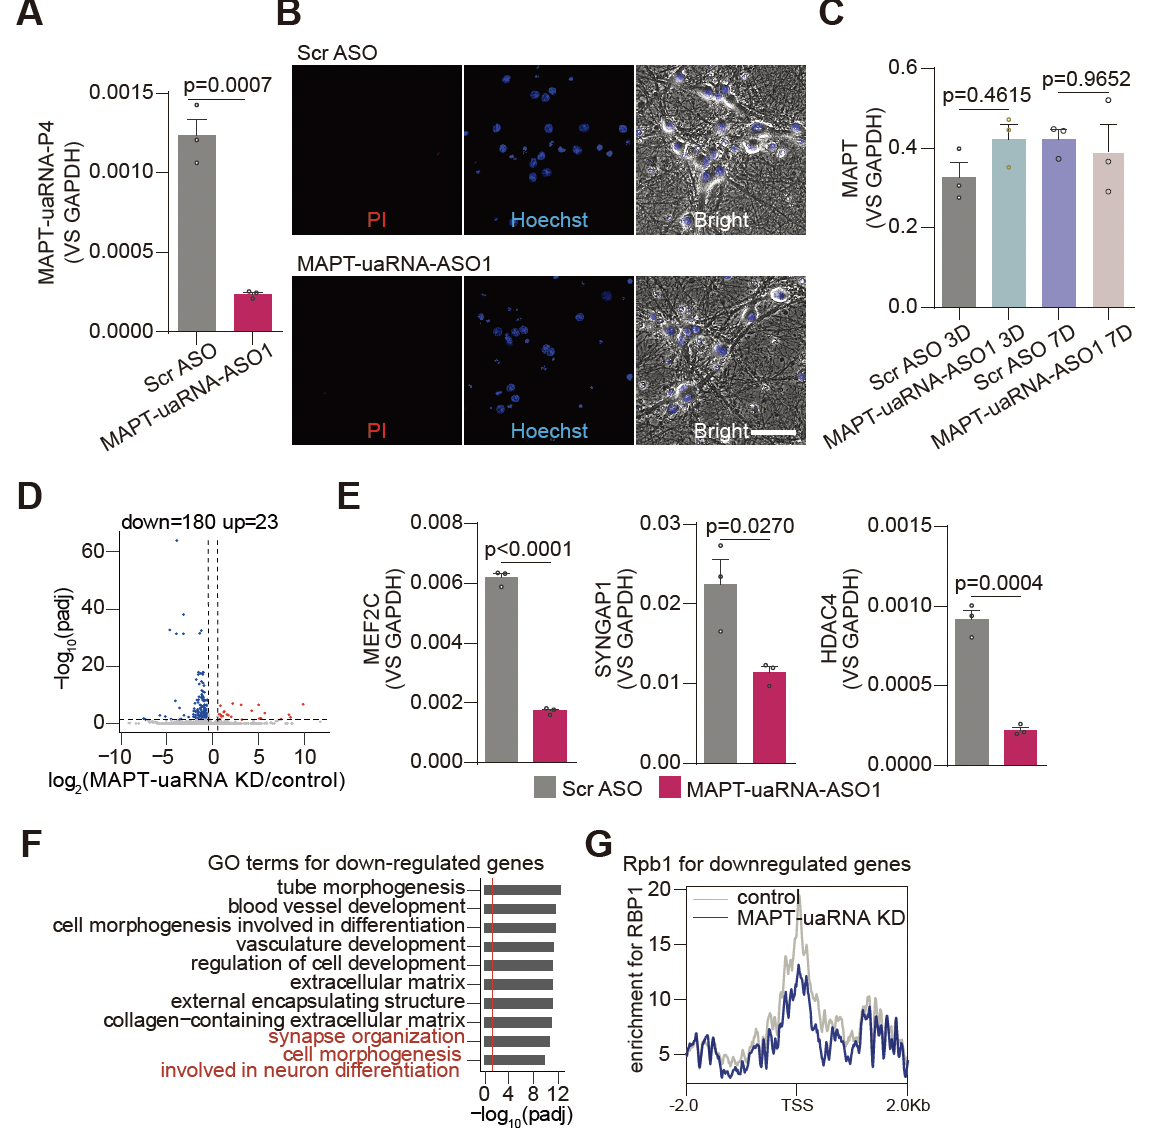 A
MAPT-uaRNA-P4
(VS GAPDH)
0.0015
0.0010
0.0005
0.0000
p=0.0007
Scr ASO
MAPT-uaRNA-ASO1
B
Scr ASO
PI
Hoechst
Bright
MAPT-uaRNA-ASO1
PI
Hoechst
Bright
C
MAPT
(VS GAPDH)
0.6
0.4
0.2
0.0
p=0.4615
p=0.9652
Scr ASO 3D
MAPT-uaRNA-ASO1 3D
Scr ASO 7D
MAPT-uaRNA-ASO1 7D
D
down=180 up=23
−log10(padj)
60
40
20
0
−10 −5 0 5 10
log2(MAPT-uaRNA KD/control)
E
MEF2C
(VS GAPDH)
0.008
0.006
0.004
0.002
0.000
p<0.0001
SYNGAP1
(VS GAPDH)
0.03
0.02
0.01
0.00
p=0.0270
HDAC4
(VS GAPDH)
0.0015
0.0010
0.0005
0.0000
p=0.0004
Scr ASO MAPT-uaRNA-ASO1
F
GO terms for down-regulated genes
tube morphogenesis
blood vessel development
cell morphogenesis involved in differentiation
vasculature development
regulation of cell development
extracellular matrix
external encapsulating structure
collagen−containing extracellular matrix
synapse organization
cell morphogenesis
involved in neuron differentiation
0 4 8 12
−log10(padj)
G
Rpb1 for downregulated genes
enrichment for RBP1
20
15
10
5
control
MAPT-uaRNA KD
-2.0 TSS 2.0Kb